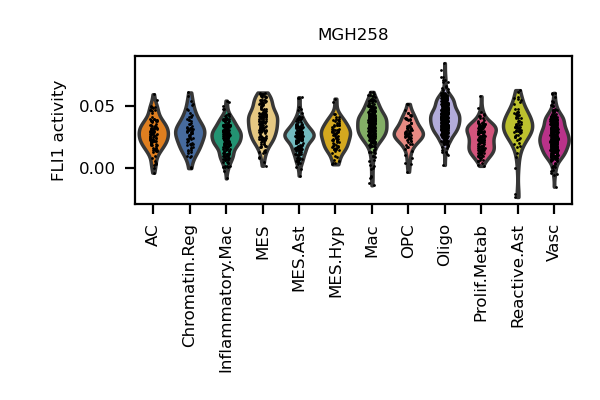 MGH258
FLI1 activity
0.05
0.00
AC
Chromatin.Reg
Inflammatory.Mac
MES
MES.Ast
MES.Hyp
Mac
OPC
Oligo
Prolif.Metab
Reactive.Ast
Vasc